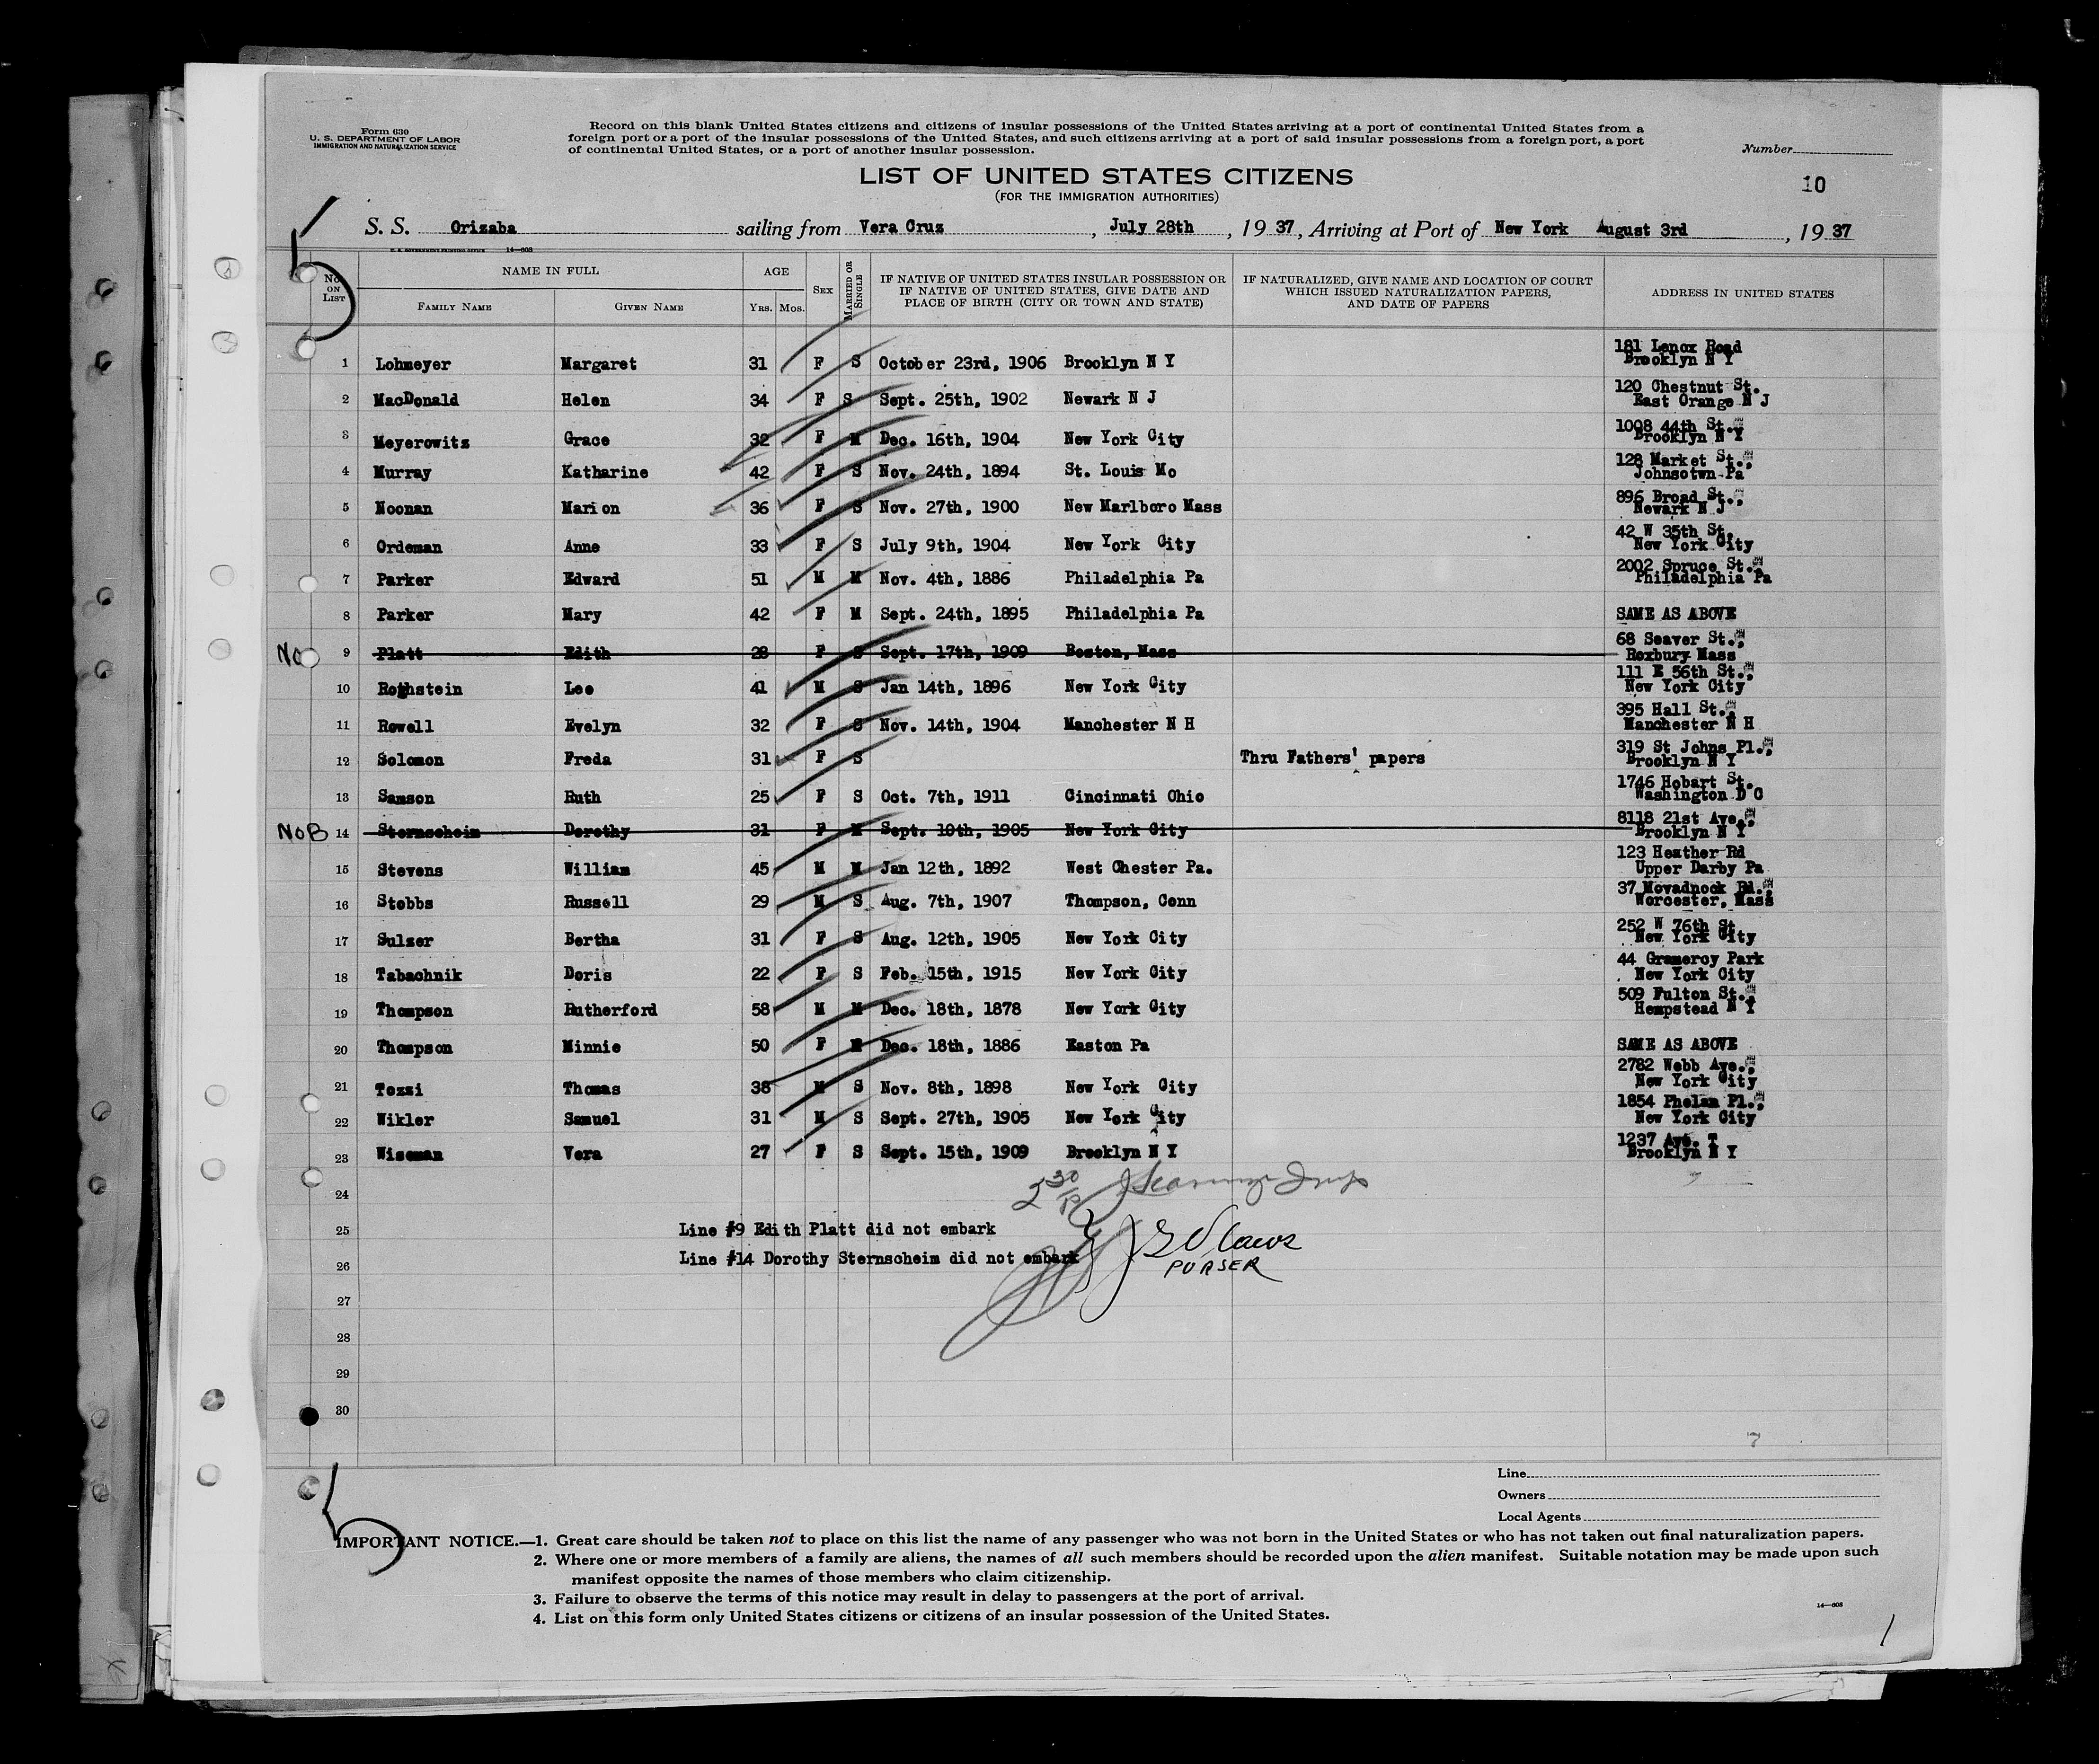 Form 630
U. S. DEPARTMENT OF LABOR
IMMIGRATION AND NATURALIZATION SERVICE
Record on this blank United States citizens and citizens of insular possessions of the United States arriving at a port of continental United States from a
foreign port or a port of the insular possessions of the United States, and such citizens arriving at a port of said insular possessions from a foreign port, a port
of continental United States, or a port of another insular possession.
Number
LIST OF UNITED STATES CITIZENS
(FOR THE IMMIGRATION AUTHORITIES)
10
5
S. S. Orizaba sailing from Vera Cruz, July 28th, 1937, Arriving at Port of New York August 3rd, 1937
U. S. GOVERNMENT PRINTING OFFICE 14—608
No. ON LIST
NAME IN FULL
FAMILY NAME GIVEN NAME
AGE
YRS. MOS.
SEX
MARRIED OR SINGLE
IF NATIVE OF UNITED STATES INSULAR POSSESSION OR
IF NATIVE OF UNITED STATES, GIVE DATE AND
PLACE OF BIRTH (CITY OR TOWN AND STATE)
IF NATURALIZED, GIVE NAME AND LOCATION OF COURT
WHICH ISSUED NATURALIZATION PAPERS,
AND DATE OF PAPERS
ADDRESS IN UNITED STATES
1 Lohmeyer Margaret 31 F S October 23rd, 1906 Brooklyn N Y 181 Lenox Road
Brooklyn N Y
2 MacDonald Helen 34 F S Sept. 25th, 1902 Newark N J 120 Chestnut St.
East Orange N J
3 Meyerowitz Grace 32 F M Dec. 16th, 1904 New York City 1008 44th St.,
Brooklyn N Y
4 Murray Katharine 42 F S Nov. 24th, 1894 St. Louis Mo 128 Market St.,
Johnsotwn Pa
5 Noonan Marion 36 F S Nov. 27th, 1900 New Marlboro Mass 896 Broad St.,
Newark N J
6 Ordeman Anne 33 F S July 9th, 1904 New York City 42 W 35th St.
New York City
7 Parker Edward 51 M M Nov. 4th, 1886 Philadelphia Pa 2002 Spruce St.,
Philadelphia Pa
8 Parker Mary 42 F M Sept. 24th, 1895 Philadelphia Pa SAME AS ABOVE
No 9 Platt Edith 28 F S Sept. 17th, 1909 Boston, Mass 68 Seaver St.,
Roxbury Mass
10 Rothstein Lee 41 M S Jan 14th, 1896 New York City 111 E 56th St.,
New York City
11 Rowell Evelyn 32 F S Nov. 14th, 1904 Manchester N H 395 Hall St.,
Manchester N H
12 Solomon Freda 31 F S Thru Fathers' papers 319 St Johns Pl.,
Brooklyn N Y
13 Samson Ruth 25 F S Oct. 7th, 1911 Cincinnati Ohio 1746 Hobart St.
Washington D C
NOB 14 Sternscheim Dorothy 31 F M Sept. 10th, 1905 New York City 8118 21st Ave.,
Brooklyn N Y
15 Stevens William 45 M M Jan 12th, 1892 West Chester Pa. 123 Heather Rd
Upper Darby Pa
16 Stobbs Russell 29 M S Aug. 7th, 1907 Thompson, Conn 37 Movadnock Rd.,
Worcester, Mass
17 Sulzer Bertha 31 F S Aug. 12th, 1905 New York City 252 W 76th St
New York City
18 Tabachnik Doris 22 F S Feb. 15th, 1915 New York City 44 Gramercy Park
New York City
19 Thompson Rutherford 58 M M Dec. 18th, 1878 New York City 509 Fulton St.,
Hempstead N Y
20 Thompson Minnie 50 F M Dec. 18th, 1886 Easton Pa SAME AS ABOVE
21 Tozzi Thomas 38 M S Nov. 8th, 1898 New York City 2782 Webb Ave.,
New York City
22 Wikler Samuel 31 M S Sept. 27th, 1905 New York City 1854 Phelan Pl.,
New York City
23 Wiseman Vera 27 F S Sept. 15th, 1909 Brooklyn N Y 1237 Ave. T
Brooklyn N Y
24
25 Line #9 Edith Platt did not embark
26 Line #14 Dorothy Sternscheim did not embark
PURSER
27
28
29
30
7
Line
Owners
Local Agents
5
IMPORTANT NOTICE.—1. Great care should be taken not to place on this list the name of any passenger who was not born in the United States or who has not taken out final naturalization papers.
2. Where one or more members of a family are aliens, the names of all such members should be recorded upon the alien manifest. Suitable notation may be made upon such
manifest opposite the names of those members who claim citizenship.
3. Failure to observe the terms of this notice may result in delay to passengers at the port of arrival.
4. List on this form only United States citizens or citizens of an insular possession of the United States.
14—608
1